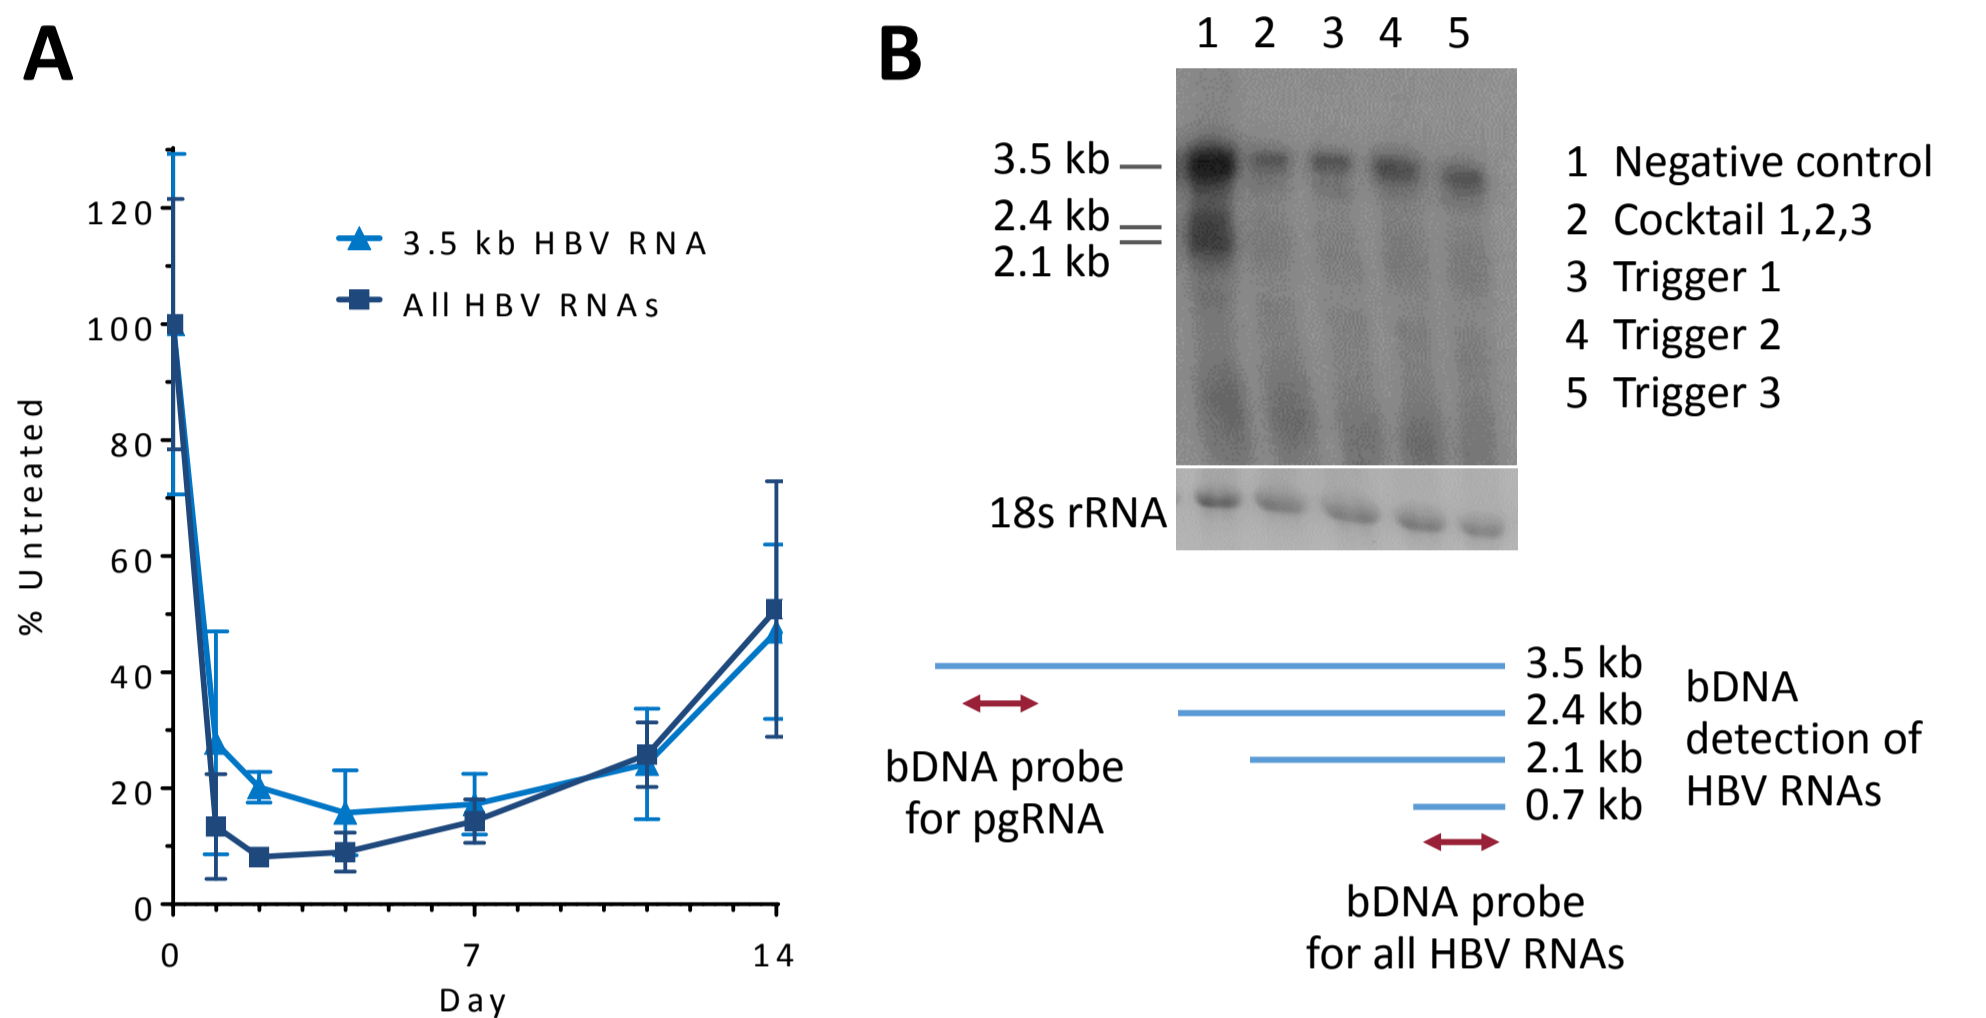 A
% Untreated
120
100
80
60
40
20
0
3.5 kb HBV RNA
All HBV RNAs
0 7 14
Day
B
1 2 3 4 5
3.5 kb
2.4 kb
2.1 kb
18s rRNA
1 Negative control
2 Cocktail 1,2,3
3 Trigger 1
4 Trigger 2
5 Trigger 3
3.5 kb
2.4 kb
2.1 kb
0.7 kb
bDNA
detection of
HBV RNAs
bDNA probe
for pgRNA
bDNA probe
for all HBV RNAs